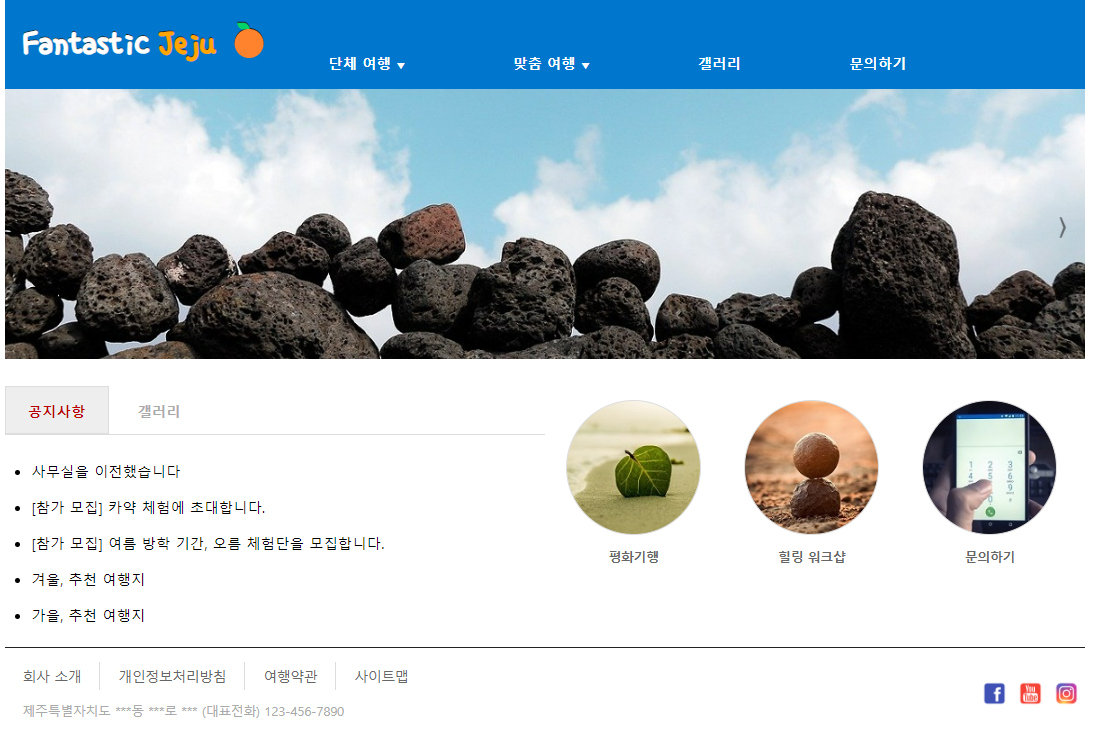 Fantastic Jeju
단체 여행 ▼ 맞춤 여행 ▼ 갤러리 문의하기
공지사항 갤러리
사무실을 이전했습니다
[참가 모집] 카약 체험에 초대합니다.
[참가 모집] 여름 방학 기간, 오름 체험단을 모집합니다.
겨울, 추천 여행지
가을, 추천 여행지
평화기행 힐링 워크샵 문의하기
회사 소개 개인정보처리방침 여행약관 사이트맵
제주특별자치도 ***동 ***로 *** (대표전화) 123-456-7890